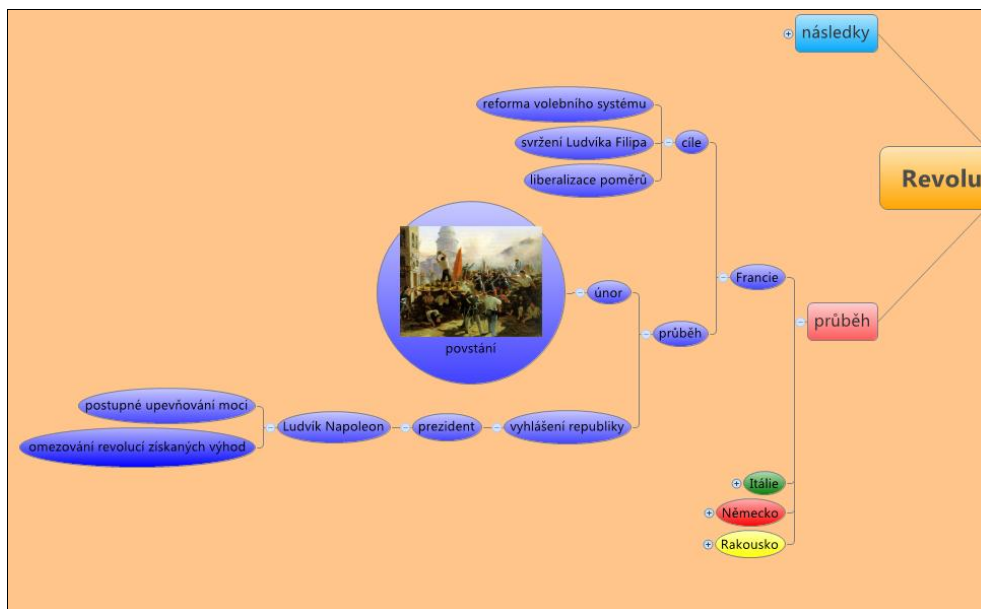 následky
reforma volebního systému
svržení Ludvíka Filipa
cíle
liberalizace poměrů
Revolu
Francie
únor
průběh
průběh
povstání
postupné upevňování moci
Ludvík Napoleon
prezident
vyhlášení republiky
omezování revolucí získaných výhod
Itálie
Německo
Rakousko